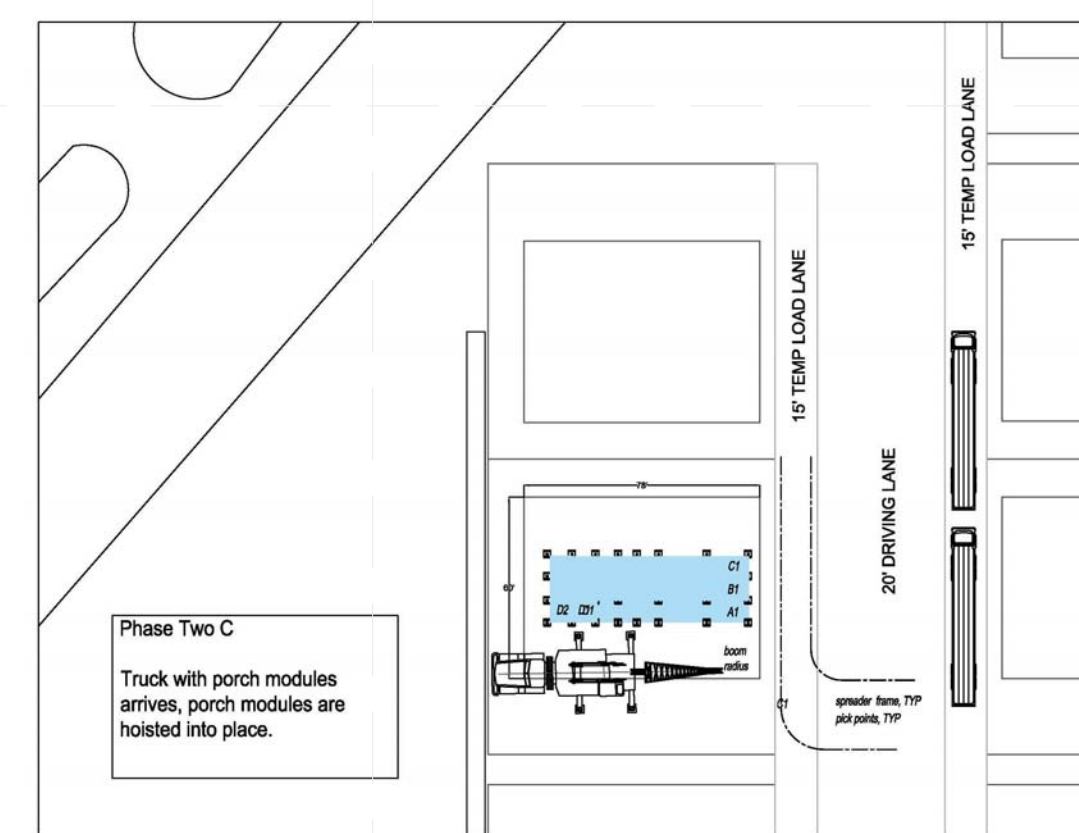 15' TEMP LOAD LANE
15' TEMP LOAD LANE
20' DRIVING LANE
78'
60'
C1
B1
A1
D2
boom
radius
C1
spreader frame, TYP
pick points, TYP
Phase Two C
Truck with porch modules
arrives, porch modules are
hoisted into place.